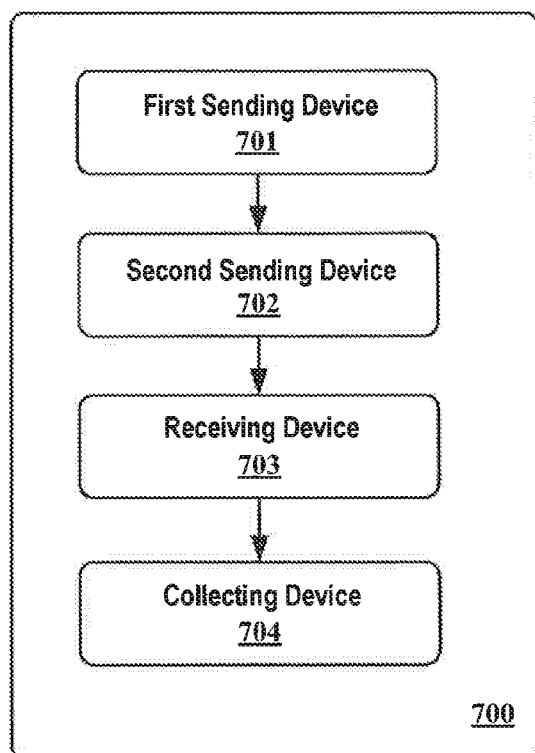 First Sending Device
701
Second Sending Device
702
Receiving Device
703
Collecting Device
704
700